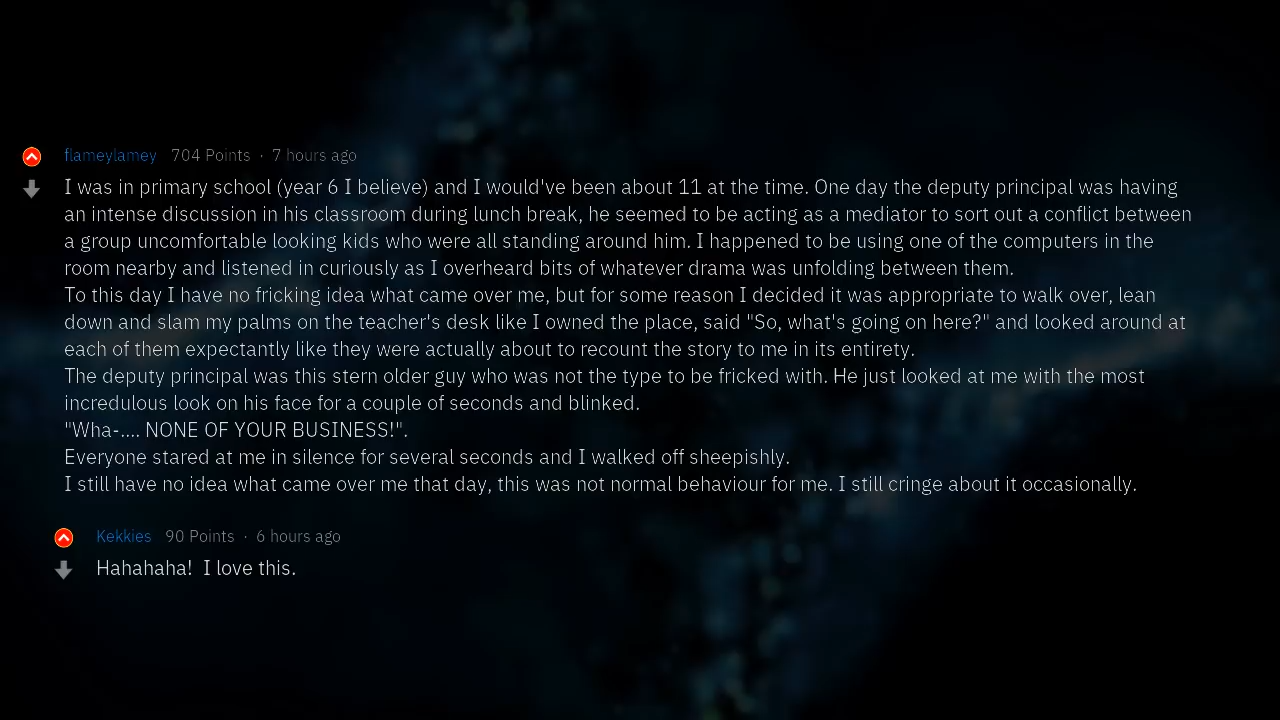 flameylamey 704 Points · 7 hours ago
I was in primary school (year 6 I believe) and I would've been about 11 at the time. One day the deputy principal was having
an intense discussion in his classroom during lunch break, he seemed to be acting as a mediator to sort out a conflict between
a group uncomfortable looking kids who were all standing around him. I happened to be using one of the computers in the
room nearby and listened in curiously as I overheard bits of whatever drama was unfolding between them.
To this day I have no fricking idea what came over me, but for some reason I decided it was appropriate to walk over, lean
down and slam my palms on the teacher's desk like I owned the place, said "So, what's going on here?" and looked around at
each of them expectantly like they were actually about to recount the story to me in its entirety.
The deputy principal was this stern older guy who was not the type to be fricked with. He just looked at me with the most
incredulous look on his face for a couple of seconds and blinked.
"Wha-.... NONE OF YOUR BUSINESS!".
Everyone stared at me in silence for several seconds and I walked off sheepishly.
I still have no idea what came over me that day, this was not normal behaviour for me. I still cringe about it occasionally.
Kekkies 90 Points · 6 hours ago
Hahahaha!  I love this.